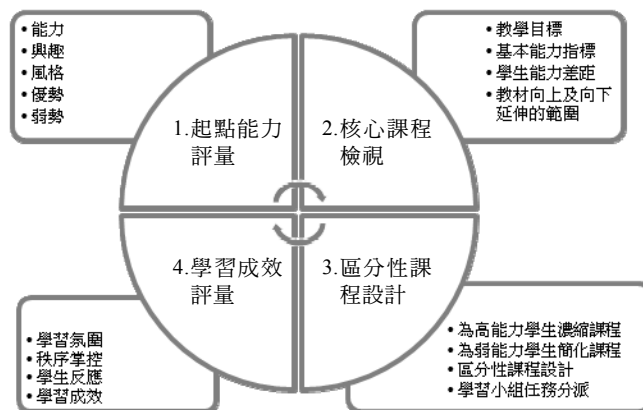 • 能力
• 興趣
• 風格
• 優勢
• 弱勢
• 教學目標
• 基本能力指標
• 學生能力差距
• 教材向上及向下
延伸的範圍
1.起點能力
評量
2.核心課程
檢視
4.學習成效
評量
3.區分性課
程設計
• 學習氛圍
• 秩序掌控
• 學生反應
• 學習成效
• 為高能力學生濃縮課程
• 為弱能力學生簡化課程
• 區分性課程設計
• 學習小組任務分派